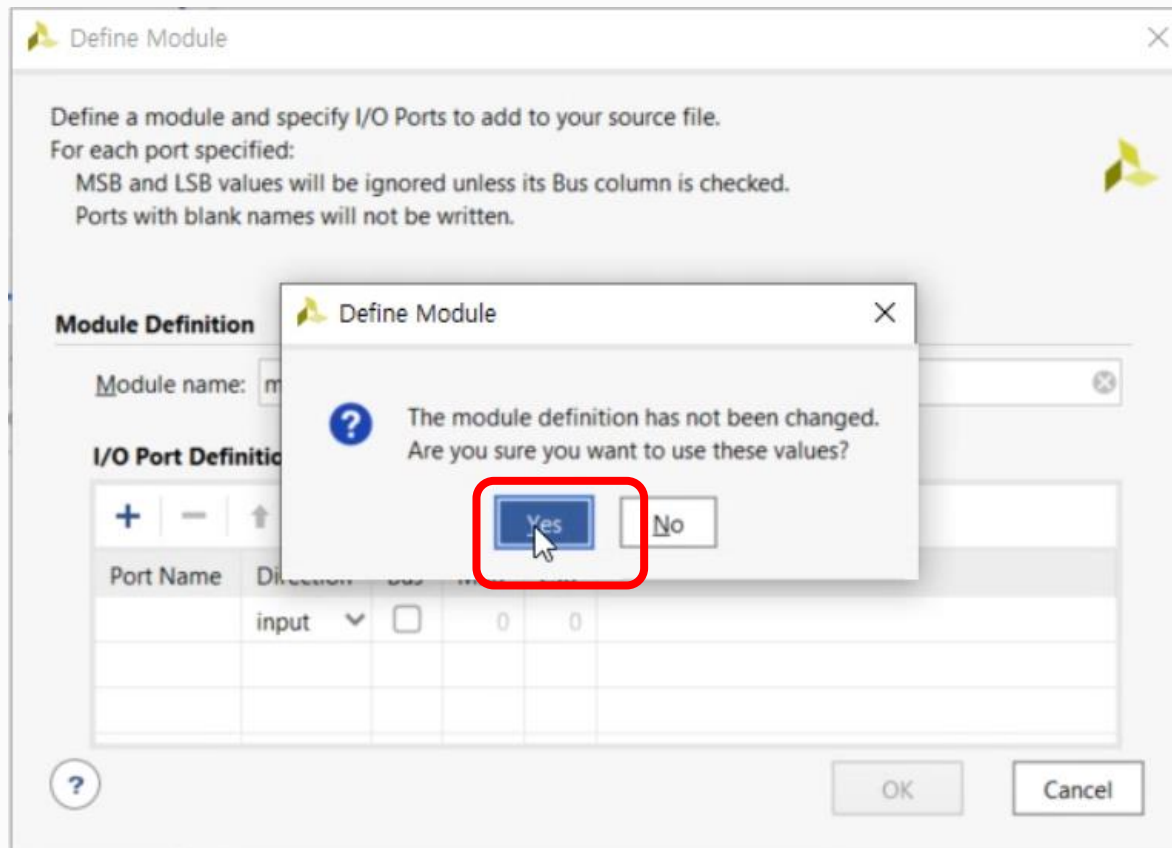 Define Module
Define a module and specify I/O Ports to add to your source file.
For each port specified:
MSB and LSB values will be ignored unless its Bus column is checked.
Ports with blank names will not be written.
Module Definition
Define Module
Module name: m
The module definition has not been changed.
Are you sure you want to use these values?
I/O Port Definitio
Yes No
Port Name Direction Bus
input 0 0
? OK Cancel